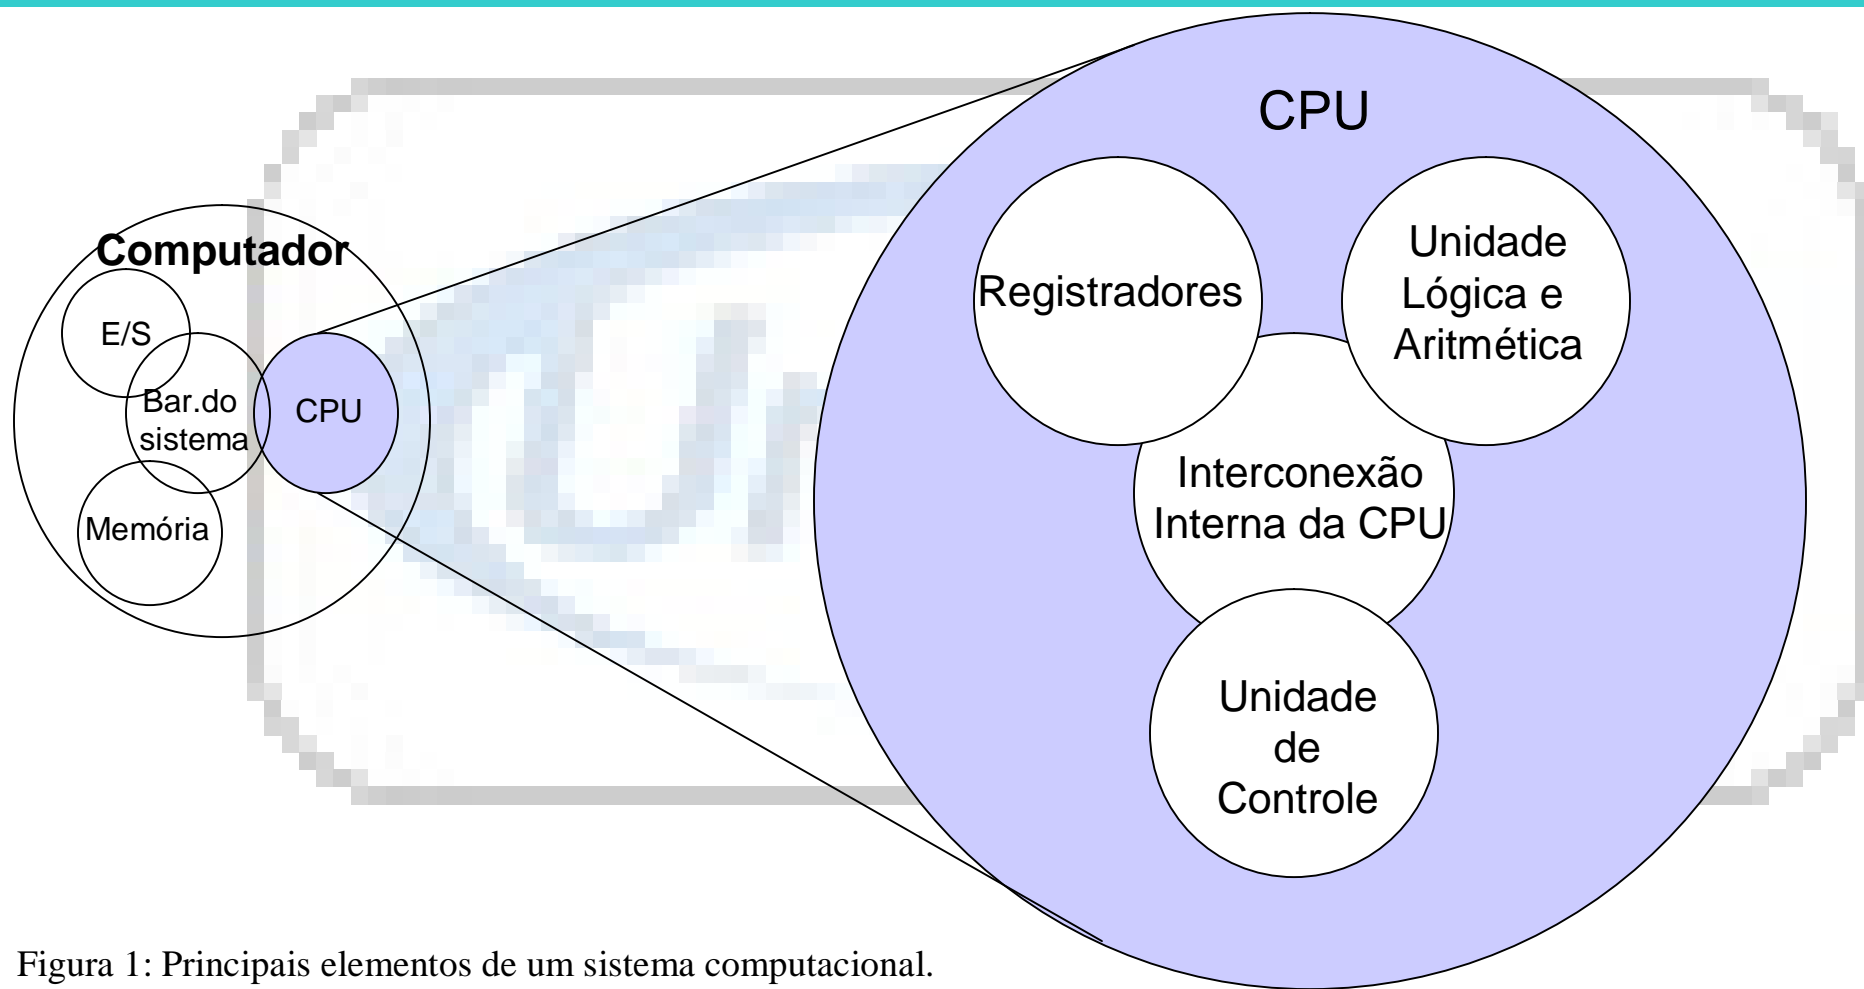 Computador
E/S
Bar.do
sistema
CPU
Memória
CPU
Registradores
Unidade
Lógica e
Aritmética
Interconexão
Interna da CPU
Unidade
de
Controle
Figura 1: Principais elementos de um sistema computacional.